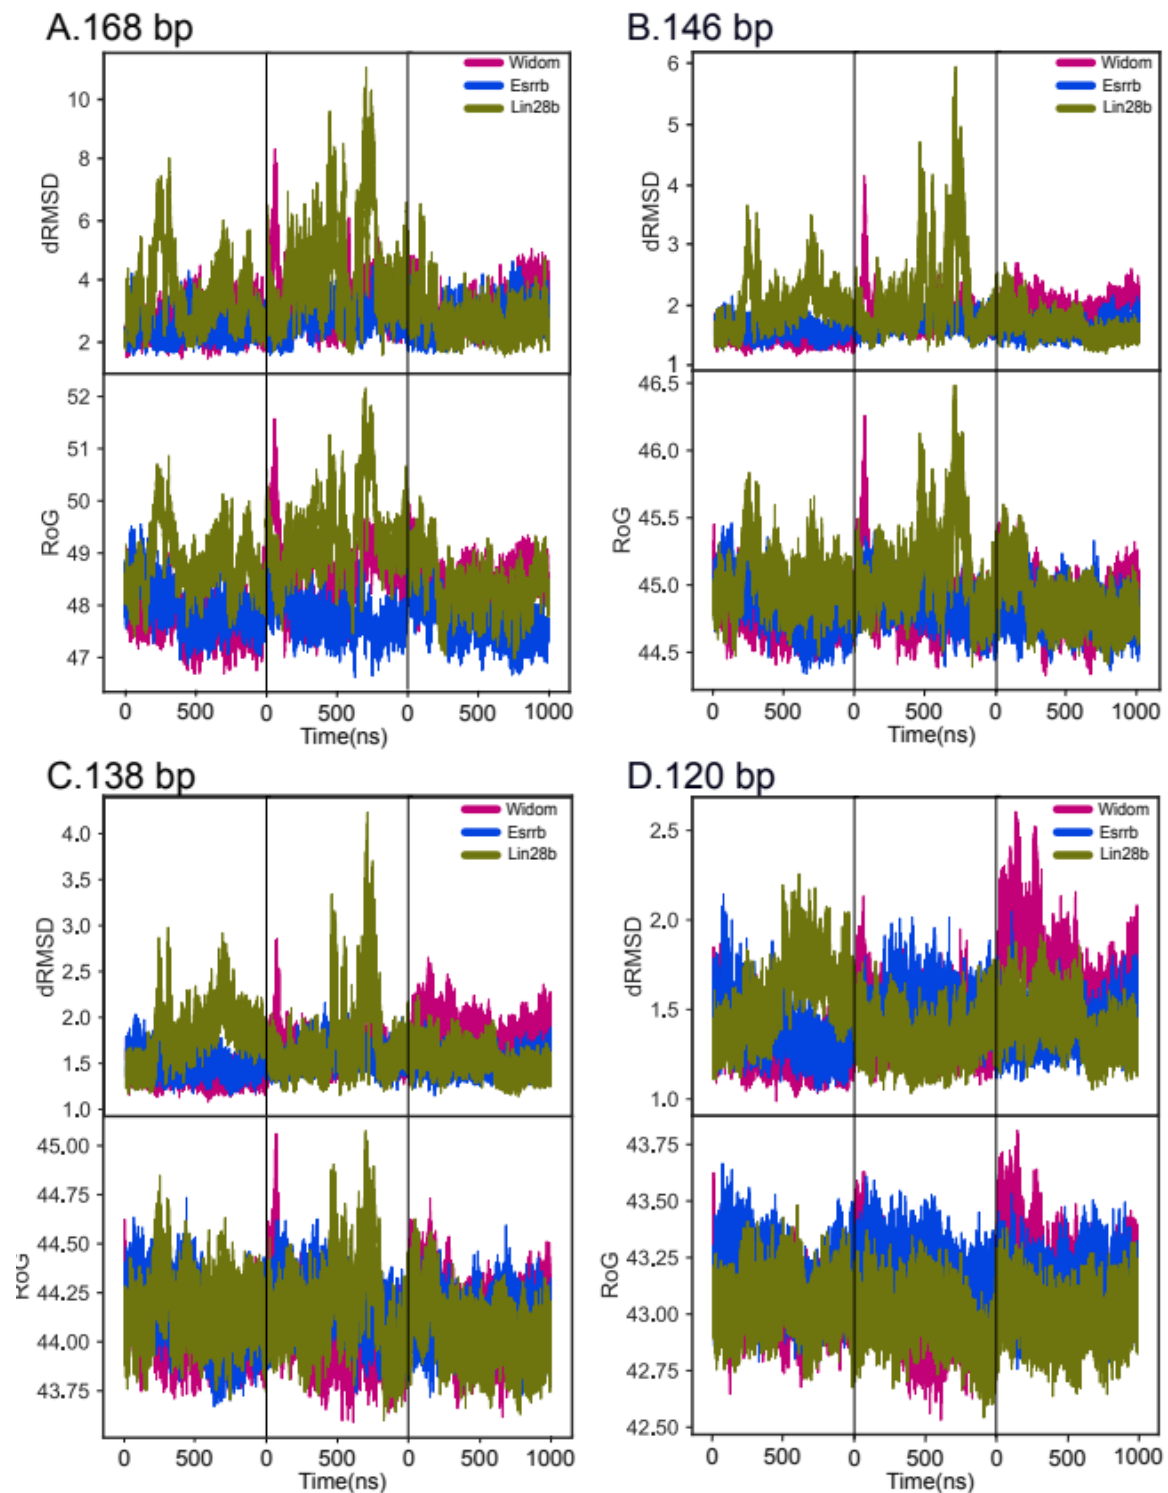 A.168 bp
Widom
Esrrb
Lin28b
dRMSD
10
8
6
4
2
RoG
52
51
50
49
48
47
0 500 0 500 0 500 1000
Time(ns)
B.146 bp
Widom
Esrrb
Lin28b
dRMSD
6
5
4
3
2
1
RoG
46.5
46.0
45.5
45.0
44.5
0 500 0 500 0 500 1000
Time(ns)
C.138 bp
Widom
Esrrb
Lin28b
dRMSD
4.0
3.5
3.0
2.5
2.0
1.5
1.0
RoG
45.00
44.75
44.50
44.25
44.00
43.75
0 500 0 500 0 500 1000
Time(ns)
D.120 bp
Widom
Esrrb
Lin28b
dRMSD
2.5
2.0
1.5
1.0
RoG
43.75
43.50
43.25
43.00
42.75
42.50
0 500 0 500 0 500 1000
Time(ns)